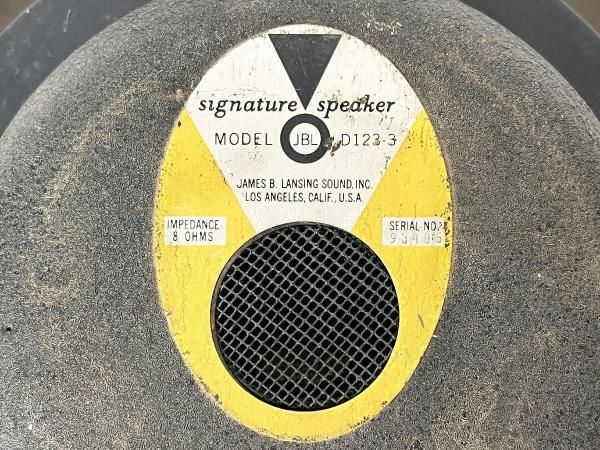 signature speaker
MODEL JBL D123-3
JAMES B. LANSING SOUND, INC.
LOS ANGELES, CALIF., U.S.A.
IMPEDANCE
8 OHMS
SERIAL NO.